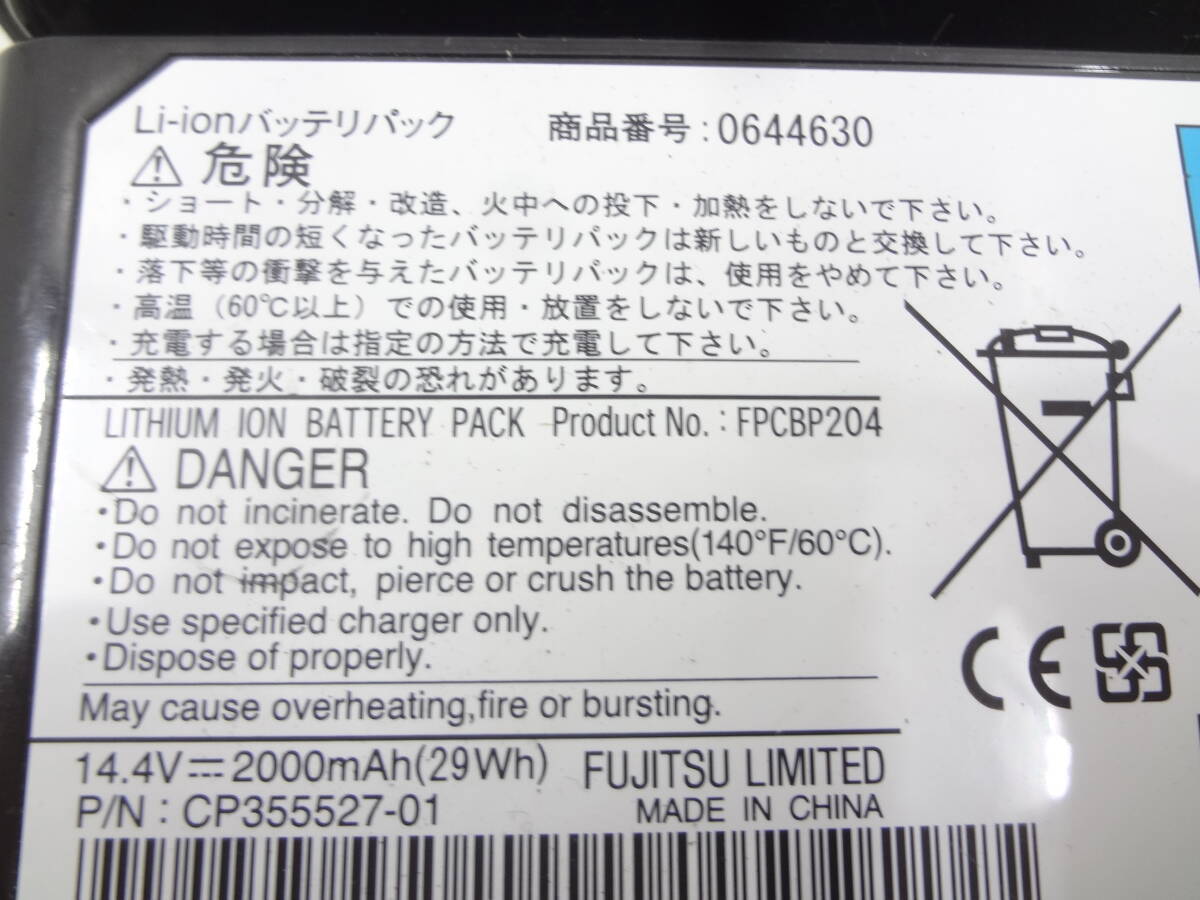 Li-ionバッテリパック 商品番号:0644630
⚠ 危険
・ショート・分解・改造、火中への投下・加熱をしないで下さい。
・駆動時間の短くなったバッテリパックは新しいものと交換して下さい。
・落下等の衝撃を与えたバッテリパックは、使用をやめて下さい。
・高温（60℃以上）での使用・放置をしないで下さい。
・充電する場合は指定の方法で充電して下さい。
・発熱・発火・破裂の恐れがあります。
LITHIUM ION BATTERY PACK Product No.:FPCBP204
⚠ DANGER
・Do not incinerate. Do not disassemble.
・Do not expose to high temperatures(140°F/60°C).
・Do not impact, pierce or crush the battery.
・Use specified charger only.
・Dispose of properly.
May cause overheating,fire or bursting.
CE
14.4V⎓2000mAh(29Wh) FUJITSU LIMITED
P/N : CP355527-01 MADE IN CHINA